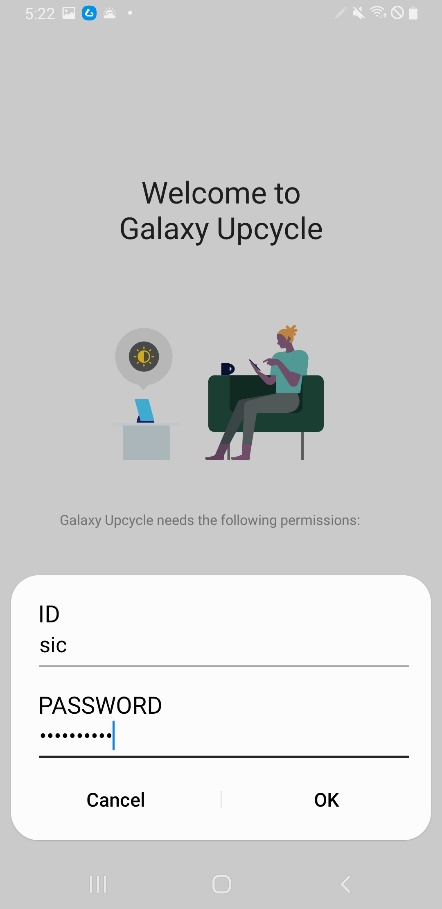 5:22
Welcome to
Galaxy Upcycle
Galaxy Upcycle needs the following permissions:
ID
sic
PASSWORD
••••••••••
Cancel
OK